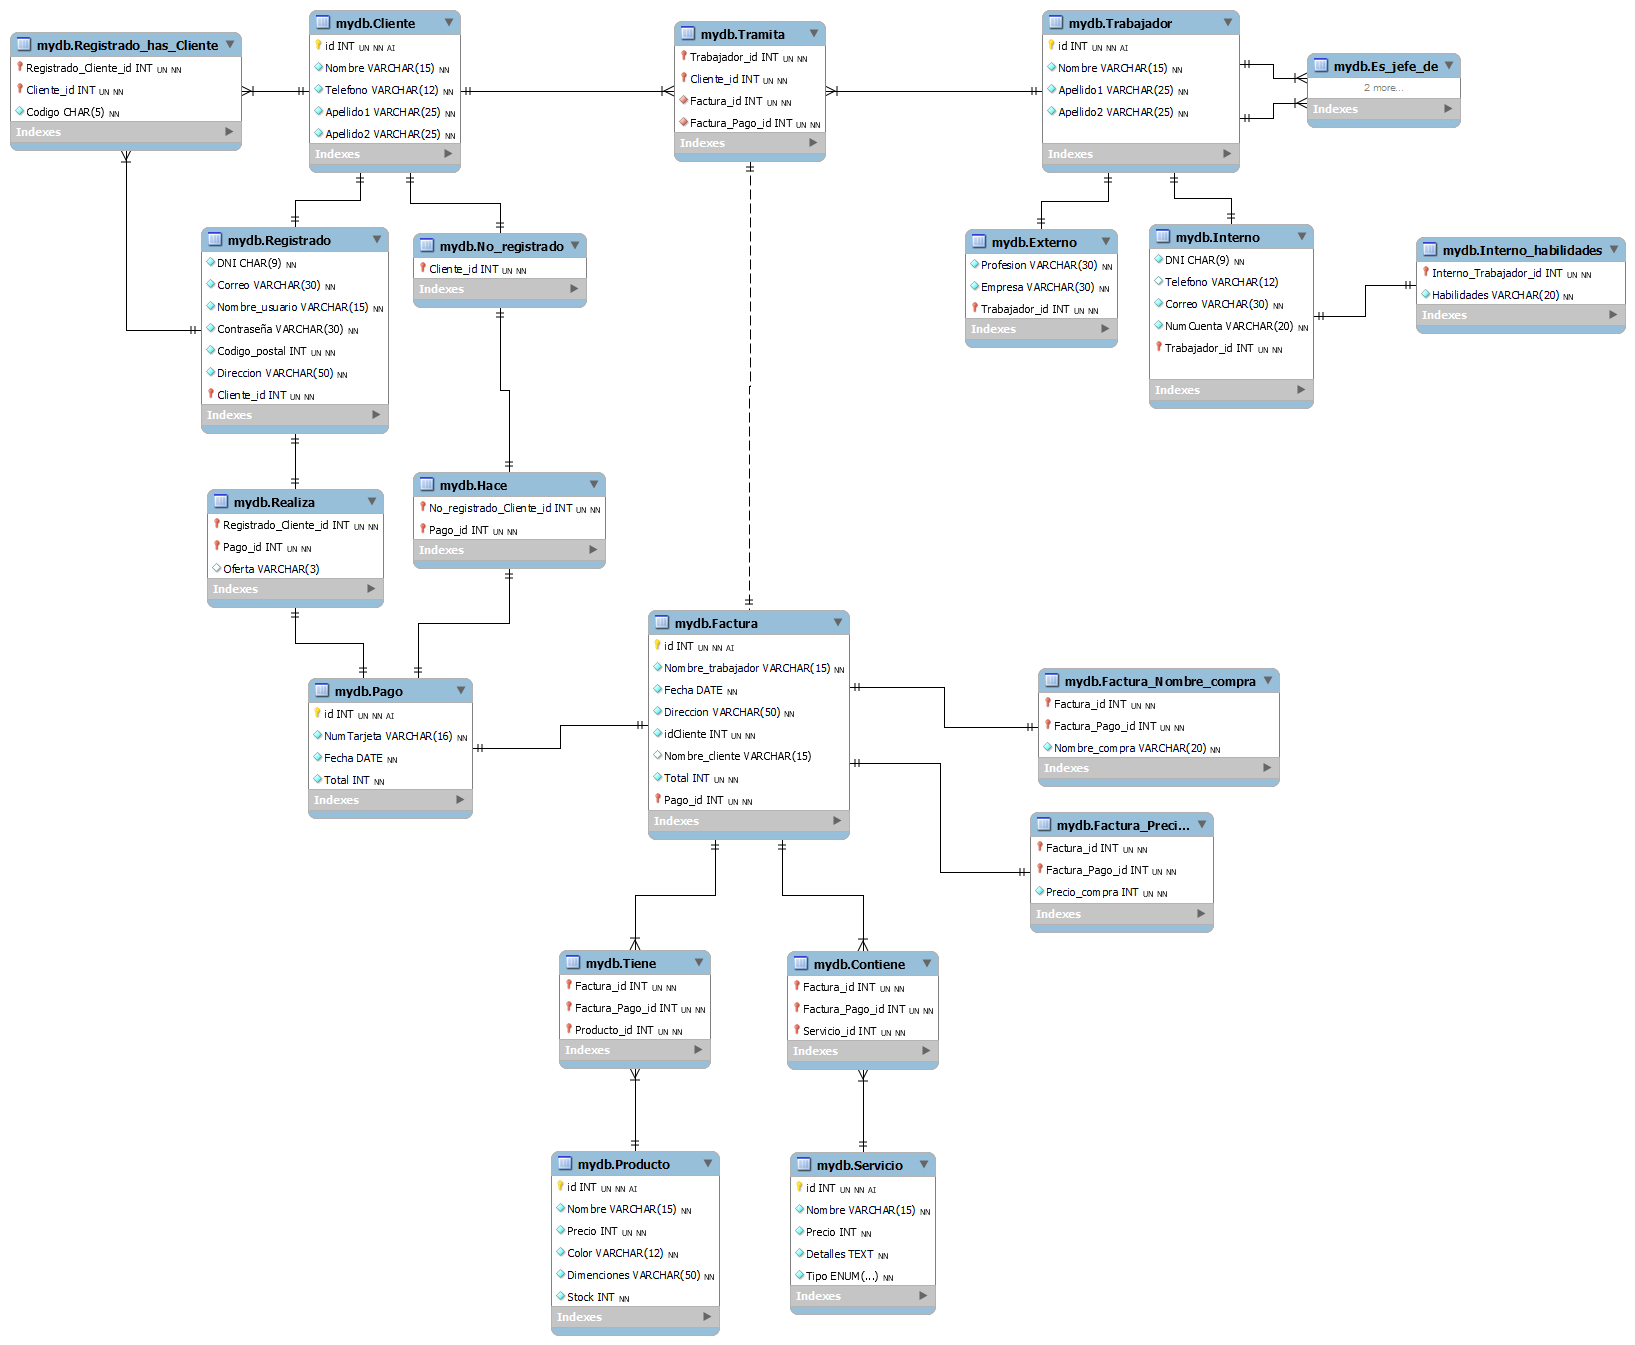 mydb.Registrado_has_Cliente
Registrado_Cliente_id INT UN NN
Cliente_id INT UN NN
Codigo CHAR(5) NN
Indexes
mydb.Cliente
id INT UN NN AI
Nombre VARCHAR(15) NN
Telefono VARCHAR(12) NN
Apellido1 VARCHAR(25) NN
Apellido2 VARCHAR(25) NN
Indexes
mydb.Tramita
Trabajador_id INT UN NN
Cliente_id INT UN NN
Factura_id INT UN NN
Factura_Pago_id INT UN NN
Indexes
mydb.Trabajador
id INT UN NN AI
Nombre VARCHAR(15) NN
Apellido1 VARCHAR(25) NN
Apellido2 VARCHAR(25) NN
Indexes
mydb.Es_jefe_de
2 more...
Indexes
mydb.Registrado
DNI CHAR(9) NN
Correo VARCHAR(30) NN
Nombre_usuario VARCHAR(15) NN
Contraseña VARCHAR(30) NN
Codigo_postal INT UN NN
Direccion VARCHAR(50) NN
Cliente_id INT UN NN
Indexes
mydb.No_registrado
Cliente_id INT UN NN
Indexes
mydb.Externo
Profesion VARCHAR(30) NN
Empresa VARCHAR(30) NN
Trabajador_id INT UN NN
Indexes
mydb.Interno
DNI CHAR(9) NN
Telefono VARCHAR(12)
Correo VARCHAR(30) NN
NumCuenta VARCHAR(20) NN
Trabajador_id INT UN NN
Indexes
mydb.Interno_habilidades
Interno_Trabajador_id INT UN NN
Habilidades VARCHAR(20) NN
Indexes
mydb.Realiza
Registrado_Cliente_id INT UN NN
Pago_id INT UN NN
Oferta VARCHAR(3)
Indexes
mydb.Hace
No_registrado_Cliente_id INT UN NN
Pago_id INT UN NN
Indexes
mydb.Pago
id INT UN NN AI
NumTarjeta VARCHAR(16) NN
Fecha DATE NN
Total INT NN
Indexes
mydb.Factura
id INT UN NN AI
Nombre_trabajador VARCHAR(15) NN
Fecha DATE NN
Direccion VARCHAR(50) NN
idCliente INT UN NN
Nombre_cliente VARCHAR(15)
Total INT UN NN
Pago_id INT UN NN
Indexes
mydb.Factura_Nombre_compra
Factura_id INT UN NN
Factura_Pago_id INT UN NN
Nombre_compra VARCHAR(20) NN
Indexes
mydb.Factura_Preci...
Factura_id INT UN NN
Factura_Pago_id INT UN NN
Precio_compra INT UN NN
Indexes
mydb.Tiene
Factura_id INT UN NN
Factura_Pago_id INT UN NN
Producto_id INT UN NN
Indexes
mydb.Contiene
Factura_id INT UN NN
Factura_Pago_id INT UN NN
Servicio_id INT UN NN
Indexes
mydb.Producto
id INT UN NN AI
Nombre VARCHAR(15) NN
Precio INT UN NN
Color VARCHAR(12) NN
Dimenciones VARCHAR(50) NN
Stock INT NN
Indexes
mydb.Servicio
id INT UN NN AI
Nombre VARCHAR(15) NN
Precio INT NN
Detalles TEXT NN
Tipo ENUM(...) NN
Indexes